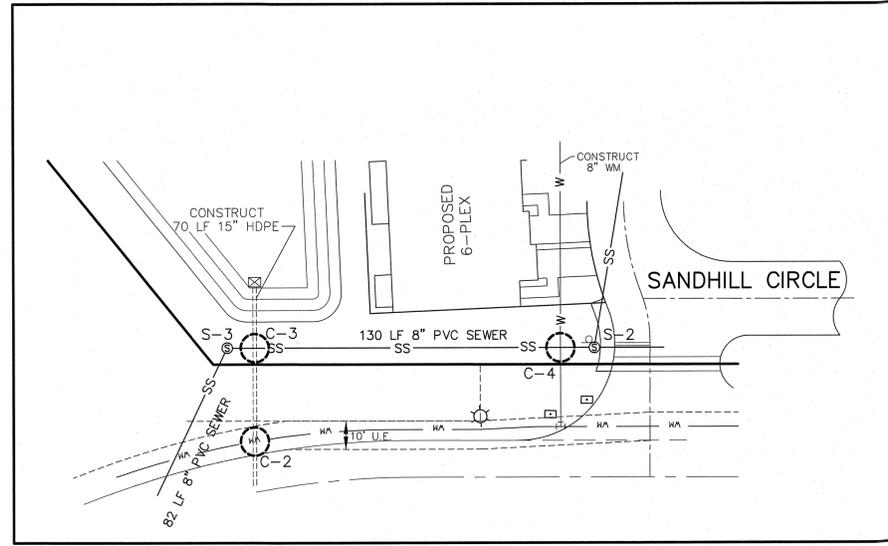 CONSTRUCT
8" WM
W
CONSTRUCT
70 LF 15" HDPE
PROPOSED
6-PLEX
SS
SANDHILL CIRCLE
W
S-3
C-3
130 LF 8" PVC SEWER
S-2
S
SS
SS
SS
S
C-4
SS
82 LF 8" PVC SEWER
10' U.E.
WM
WM
WM
WM
WM
WM
WM
C-2